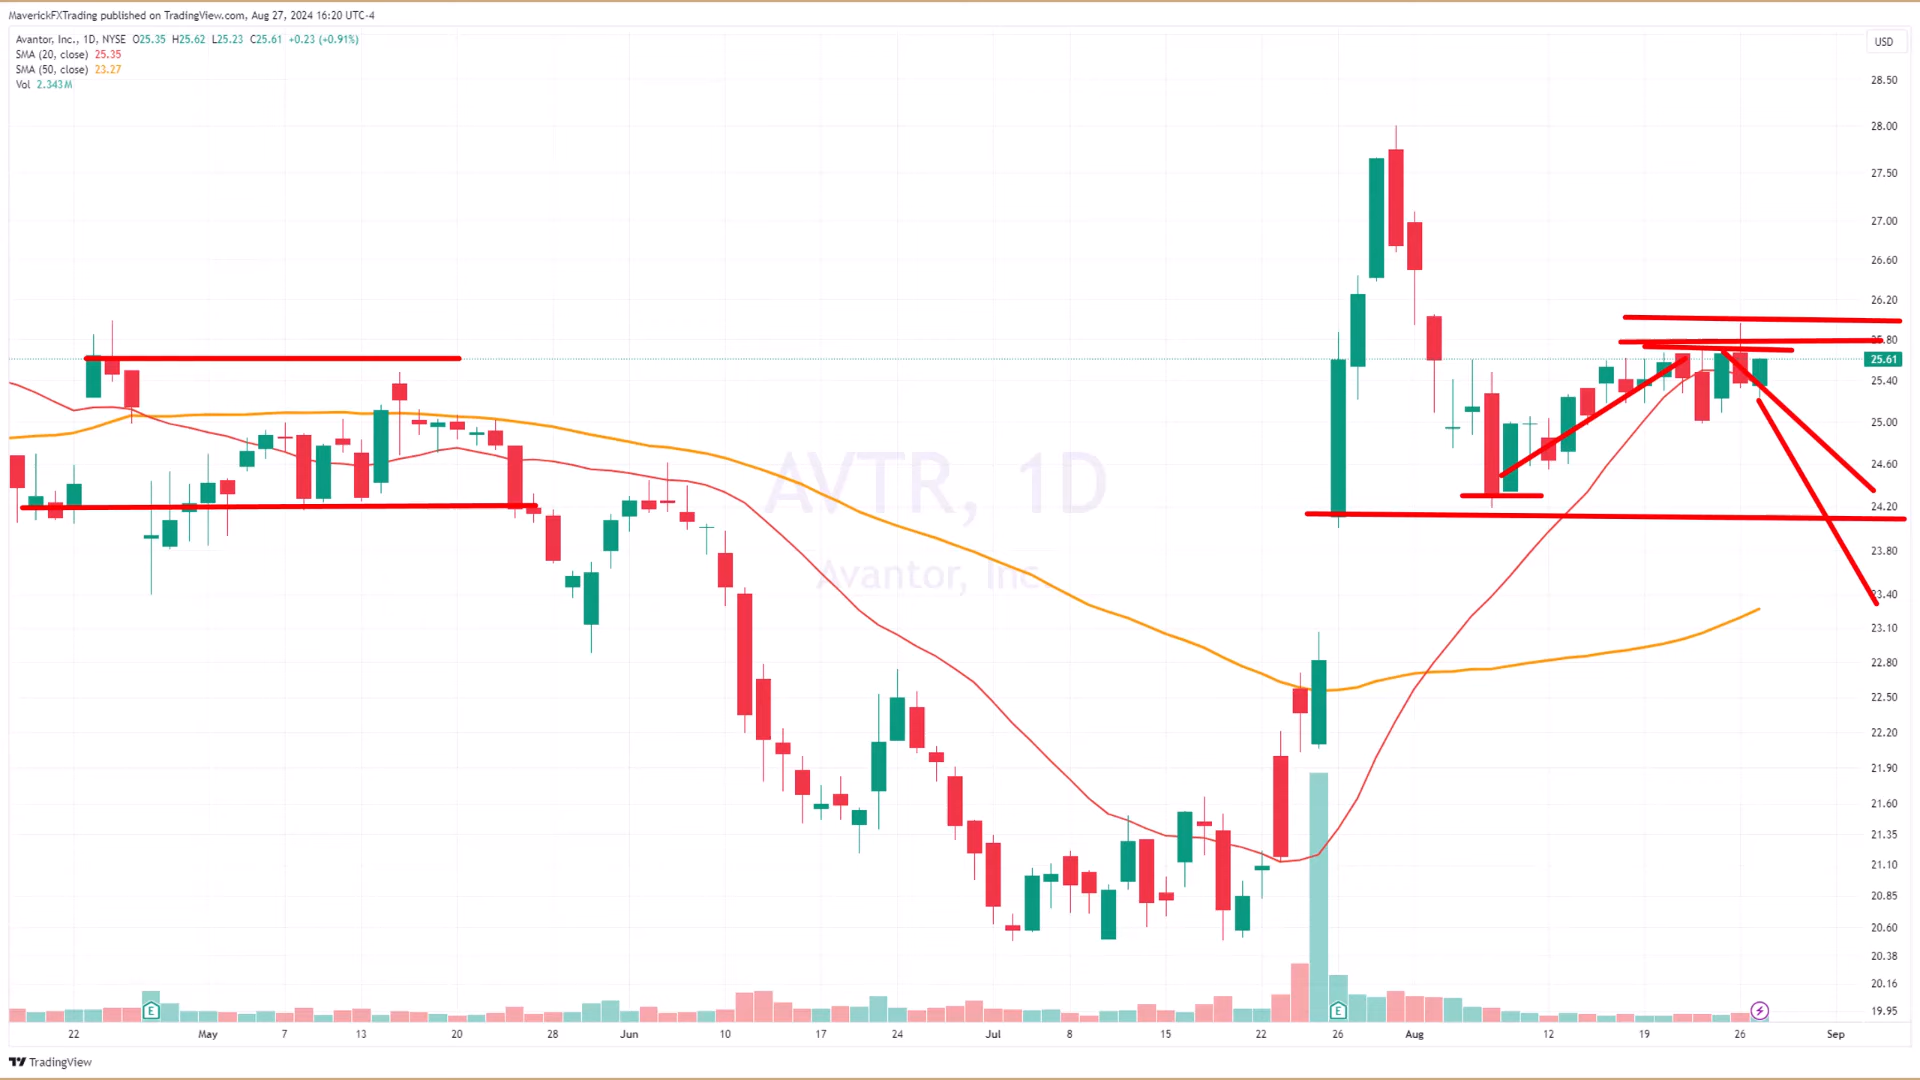 MaverickFXTrading published on TradingView.com, Aug 27, 2024 16:20 UTC-4
Avantor, Inc., 1D, NYSE O25.35 H25.62 L25.23 C25.61 +0.23 (+0.91%)
SMA (20, close) 25.35
SMA (50, close) 23.27
Vol 2.343M
USD
28.50
28.00
27.50
27.00
26.60
26.20
25.80
25.61
25.40
25.00
24.60
24.20
23.80
23.40
23.10
22.80
22.50
22.20
21.90
21.60
21.35
21.10
20.85
20.60
20.38
20.16
19.95
AVTR, 1D
Avantor, Inc
E
E
22 May 7 13 20 28 Jun 10 17 24 Jul 8 15 22 26 Aug 12 19 26 Sep
TradingView